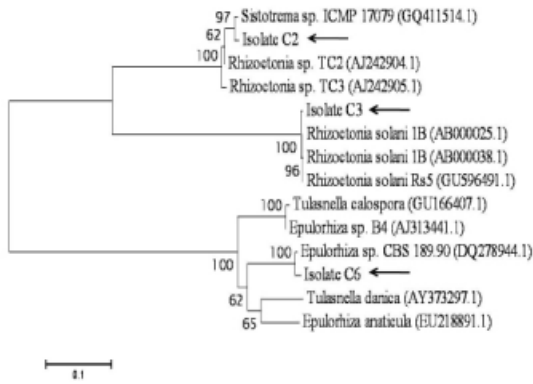 97
Sistotrema sp. ICMP 17079 (GQ411514.1)
62
Isolate C2
100
Rhizoctonia sp. TC2 (AJ242904.1)
Rhizoctonia sp. TC3 (AJ242905.1)
Isolate C3
100
Rhizoctonia solani 1B (AB000025.1)
Rhizoctonia solani 1B (AB000038.1)
96
Rhizoctonia solani Rs5 (GU596491.1)
100
Tulasnella calospora (GU166407.1)
Epulorhiza sp. B4 (AJ313441.1)
100
Epulorhiza sp. CBS 189.90 (DQ278944.1)
100
Isolate C6
62
Tulasnella danica (AY373297.1)
65
Epulorhiza anaticula (EU218891.1)
0.1